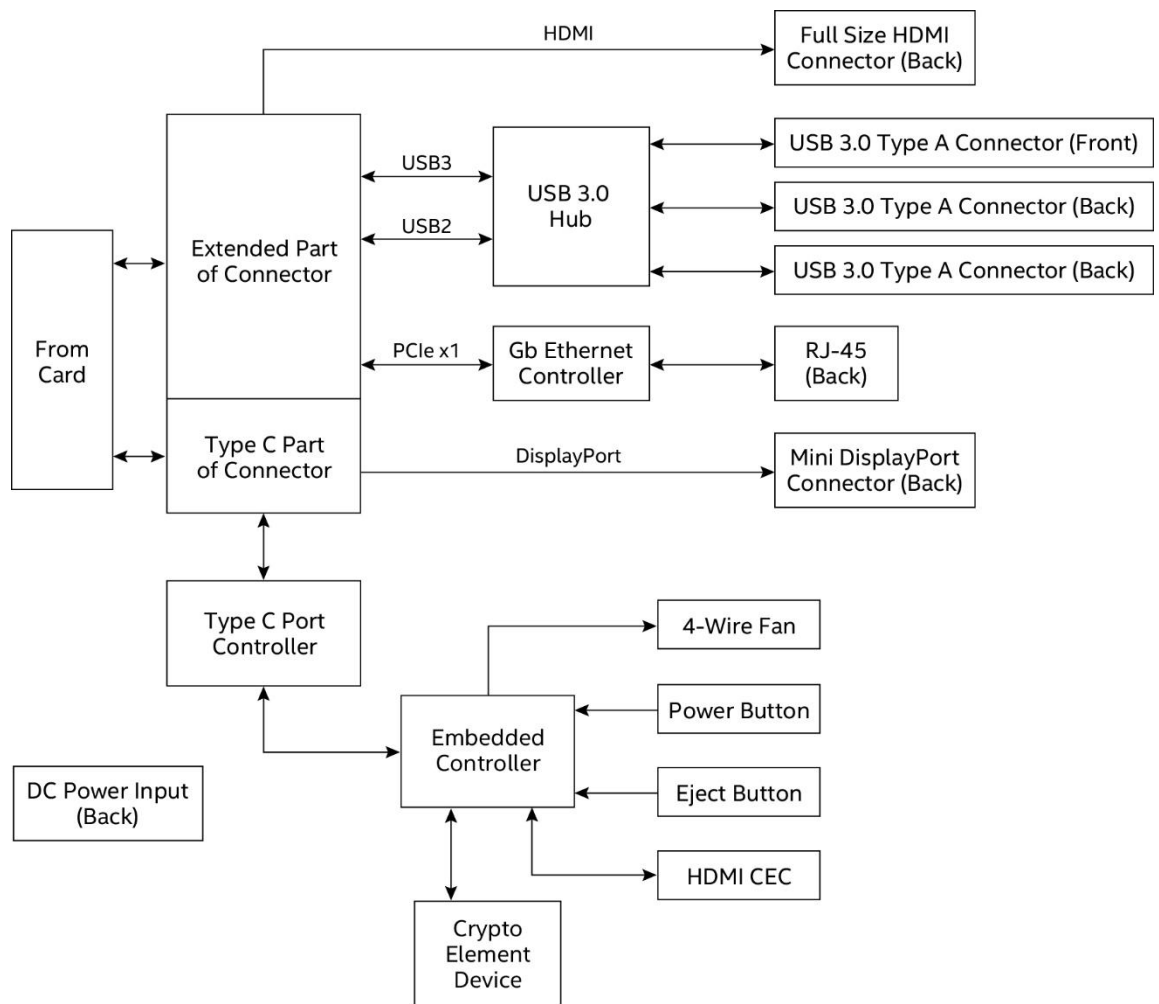 HDMI
Full Size HDMI
Connector (Back)
USB3
USB2
USB 3.0
Hub
USB 3.0 Type A Connector (Front)
USB 3.0 Type A Connector (Back)
USB 3.0 Type A Connector (Back)
Extended Part
of Connector
From
Card
PCIe x1
Gb Ethernet
Controller
RJ-45
(Back)
Type C Part
of Connector
DisplayPort
Mini DisplayPort
Connector (Back)
Type C Port
Controller
4-Wire Fan
Power Button
Embedded
Controller
Eject Button
DC Power Input
(Back)
HDMI CEC
Crypto
Element
Device